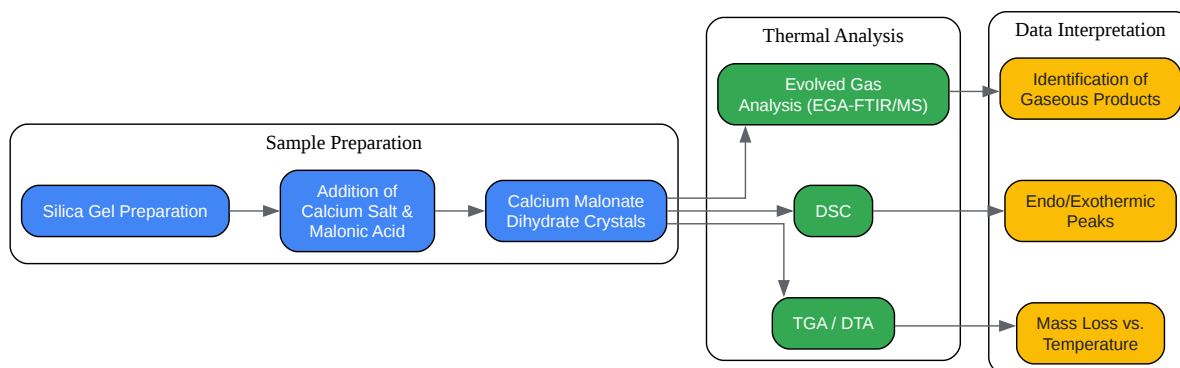 Sample Preparation
Silica Gel Preparation
Addition of
Calcium Salt &
Malonic Acid
Calcium Malonate
Dihydrate Crystals
Thermal Analysis
Evolved Gas
Analysis (EGA-FTIR/MS)
DSC
TGA / DTA
Data Interpretation
Identification of
Gaseous Products
Endo/Exothermic
Peaks
Mass Loss vs.
Temperature